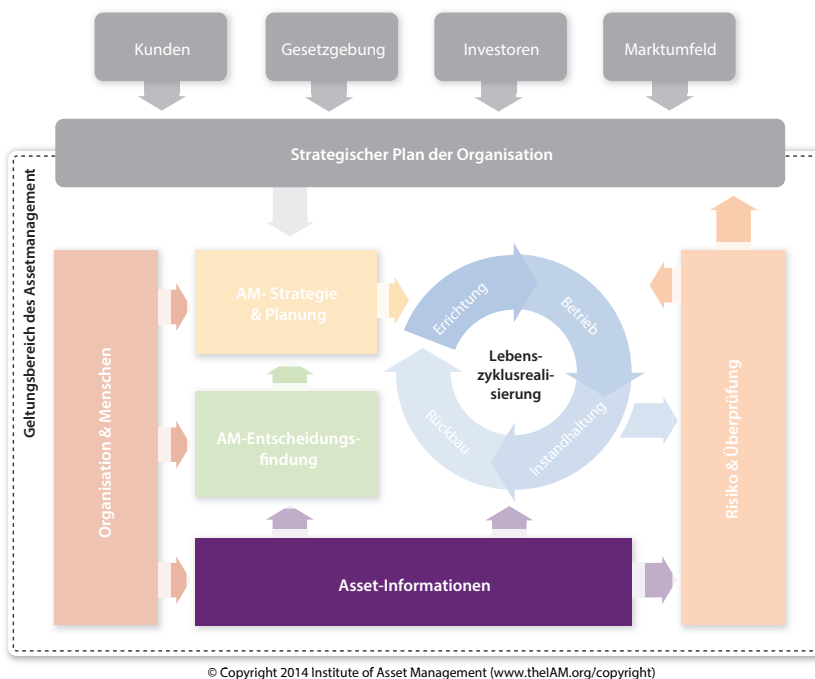 Kunden
Gesetzgebung
Investoren
Marktumfeld
Strategischer Plan der Organisation
Geltungsbereich des Assetmanagement
Organisation & Menschen
AM- Strategie
& Planung
AM-Entscheidungs-
findung
Errichtung
Betrieb
Instandhaltung
Rückbau
Lebens-
zyklusreali-
sierung
Risiko & Überprüfung
Asset-Informationen
© Copyright 2014 Institute of Asset Management (www.theIAM.org/copyright)